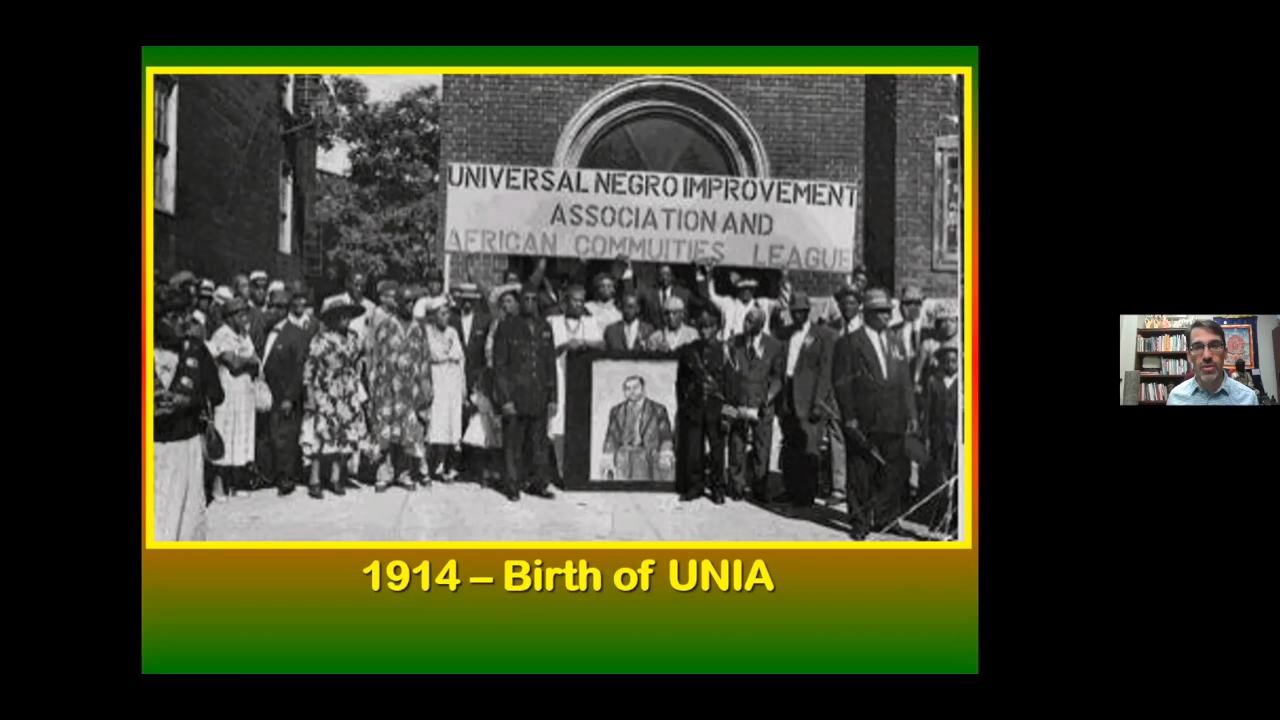 UNIVERSAL NEGRO IMPROVEMENT
ASSOCIATION AND
AFRICAN COMMUITIES LEAGUE
1914 – Birth of UNIA